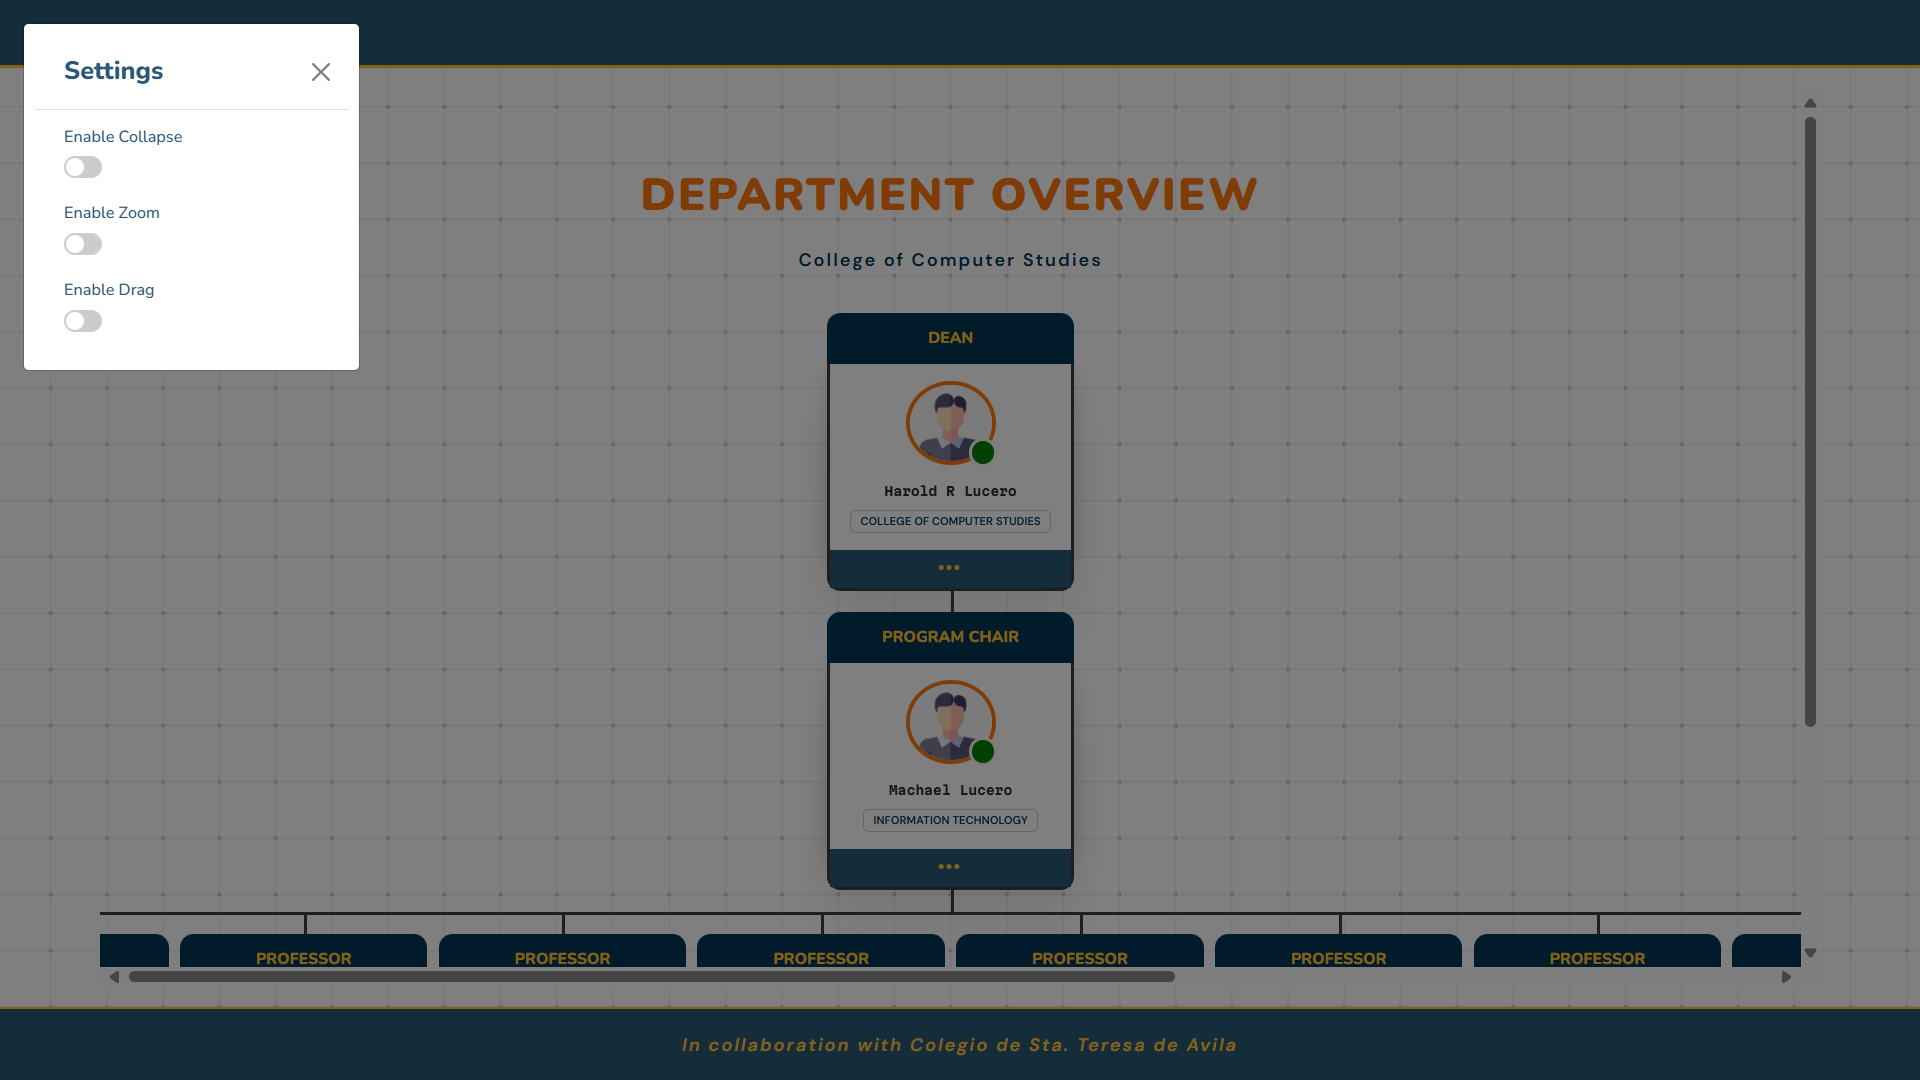 Settings
Enable Collapse
Enable Zoom
Enable Drag
DEPARTMENT OVERVIEW
College of Computer Studies
DEAN
Harold R Lucero
COLLEGE OF COMPUTER STUDIES
PROGRAM CHAIR
Machael Lucero
INFORMATION TECHNOLOGY
PROFESSOR PROFESSOR PROFESSOR PROFESSOR PROFESSOR PROFESSOR
In collaboration with Colegio de Sta. Teresa de Avila